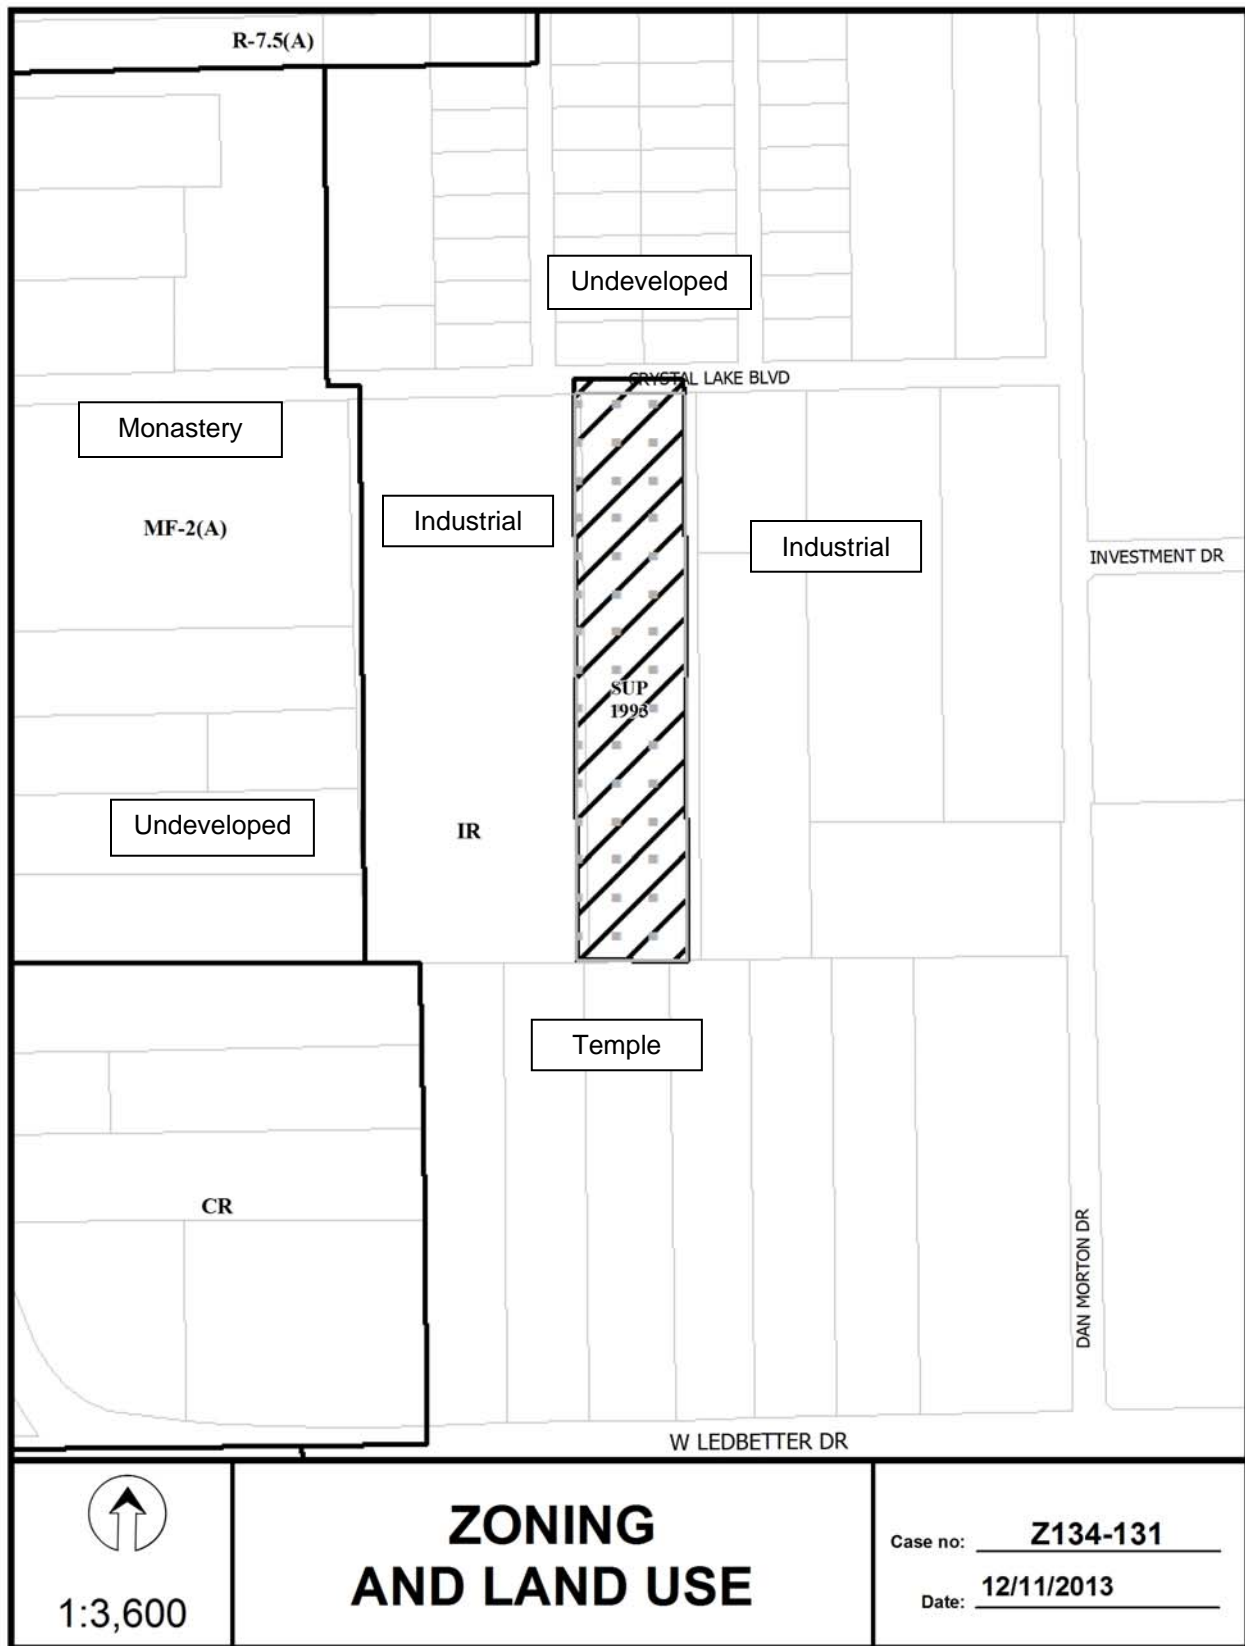 R-7.5(A)
Undeveloped
CRYSTAL LAKE BLVD
Monastery
MF-2(A)
Industrial
Industrial
INVESTMENT DR
SUP
1993
Undeveloped
IR
Temple
CR
DAN MORTON DR
W LEDBETTER DR
1:3,600
ZONING
AND LAND USE
Case no: Z134-131
Date: 12/11/2013